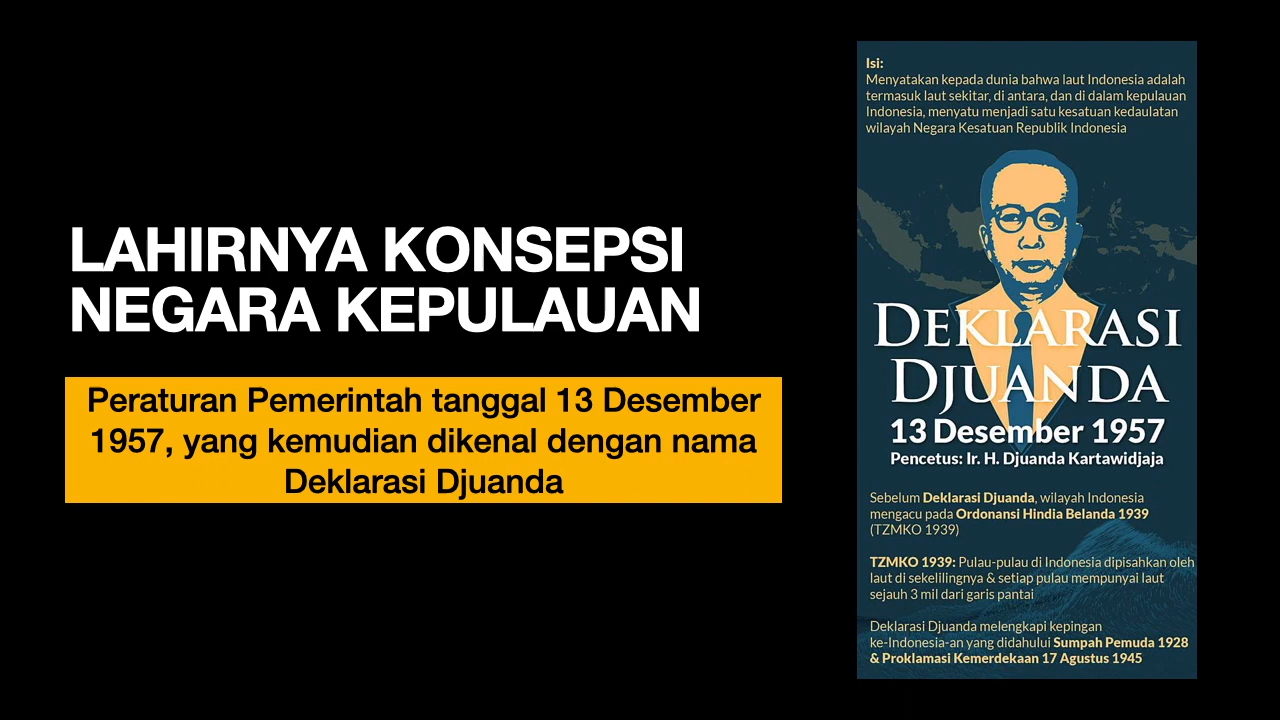 LAHIRNYA KONSEPSI
NEGARA KEPULAUAN
Peraturan Pemerintah tanggal 13 Desember
1957, yang kemudian dikenal dengan nama
Deklarasi Djuanda
Isi:
Menyatakan kepada dunia bahwa laut Indonesia adalah
termasuk laut sekitar, di antara, dan di dalam kepulauan
Indonesia, menyatu menjadi satu kesatuan kedaulatan
wilayah Negara Kesatuan Republik Indonesia
DEKLARASI
DJUANDA
13 Desember 1957
Pencetus: Ir. H. Djuanda Kartawidjaja
Sebelum Deklarasi Djuanda, wilayah Indonesia
mengacu pada Ordonansi Hindia Belanda 1939
(TZMKO 1939)
TZMKO 1939: Pulau-pulau di Indonesia dipisahkan oleh
laut di sekelilingnya & setiap pulau mempunyai laut
sejauh 3 mil dari garis pantai
Deklarasi Djuanda melengkapi kepingan
ke-Indonesia-an yang didahului Sumpah Pemuda 1928
& Proklamasi Kemerdekaan 17 Agustus 1945